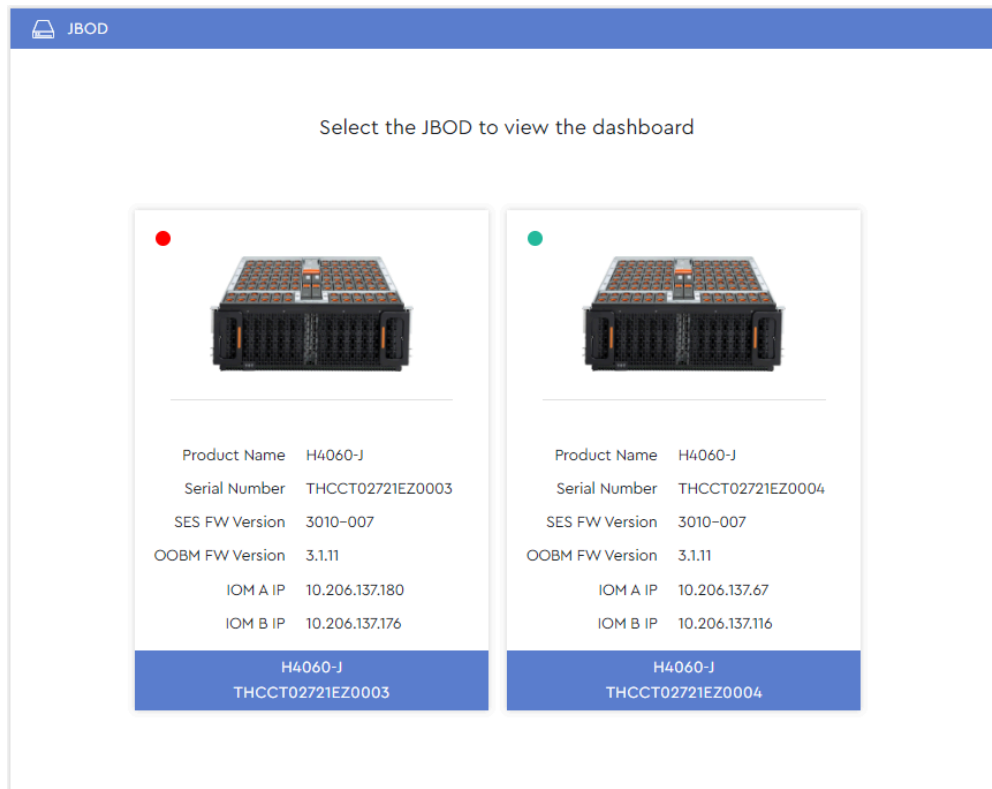 JBOD
Select the JBOD to view the dashboard
Product Name H4060-J
Serial Number THCCT02721EZ0003
SES FW Version 3010-007
OOBM FW Version 3.1.11
IOM A IP 10.206.137.180
IOM B IP 10.206.137.176
H4060-J
THCCT02721EZ0003
Product Name H4060-J
Serial Number THCCT02721EZ0004
SES FW Version 3010-007
OOBM FW Version 3.1.11
IOM A IP 10.206.137.67
IOM B IP 10.206.137.116
H4060-J
THCCT02721EZ0004